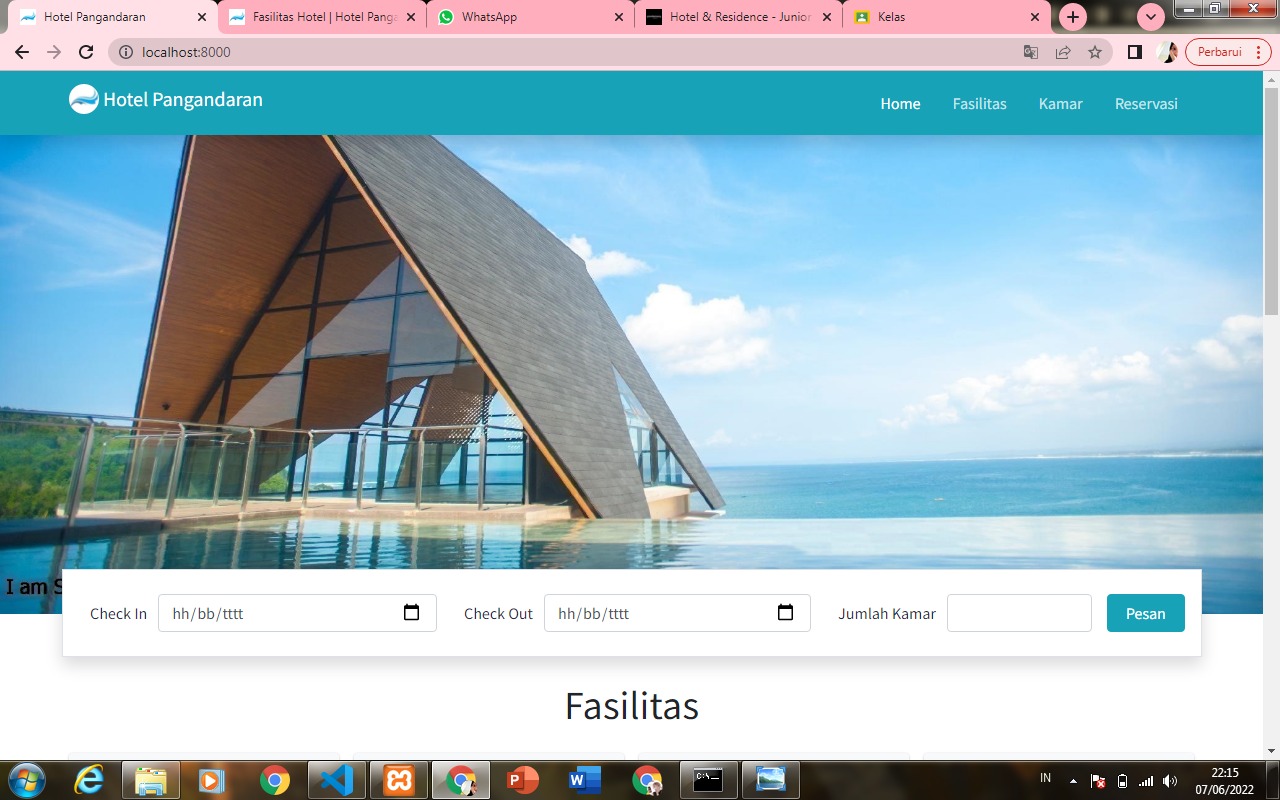 Hotel Pangandaran
Fasilitas Hotel | Hotel Panga
WhatsApp
Hotel & Residence - Junior
Kelas
localhost:8000
Perbarui
Hotel Pangandaran
Home
Fasilitas
Kamar
Reservasi
I am S
Check In
hh/bb/tttt
Check Out
hh/bb/tttt
Jumlah Kamar
Pesan
Fasilitas
IN
22:15
07/06/2022